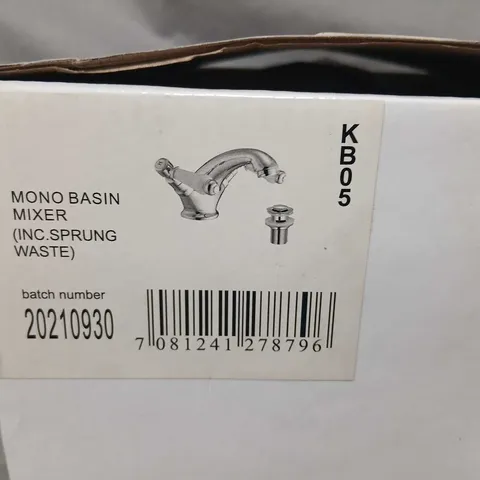 KB05
MONO BASIN
MIXER
(INC.SPRUNG
WASTE)
batch number
20210930
7 081241 278796